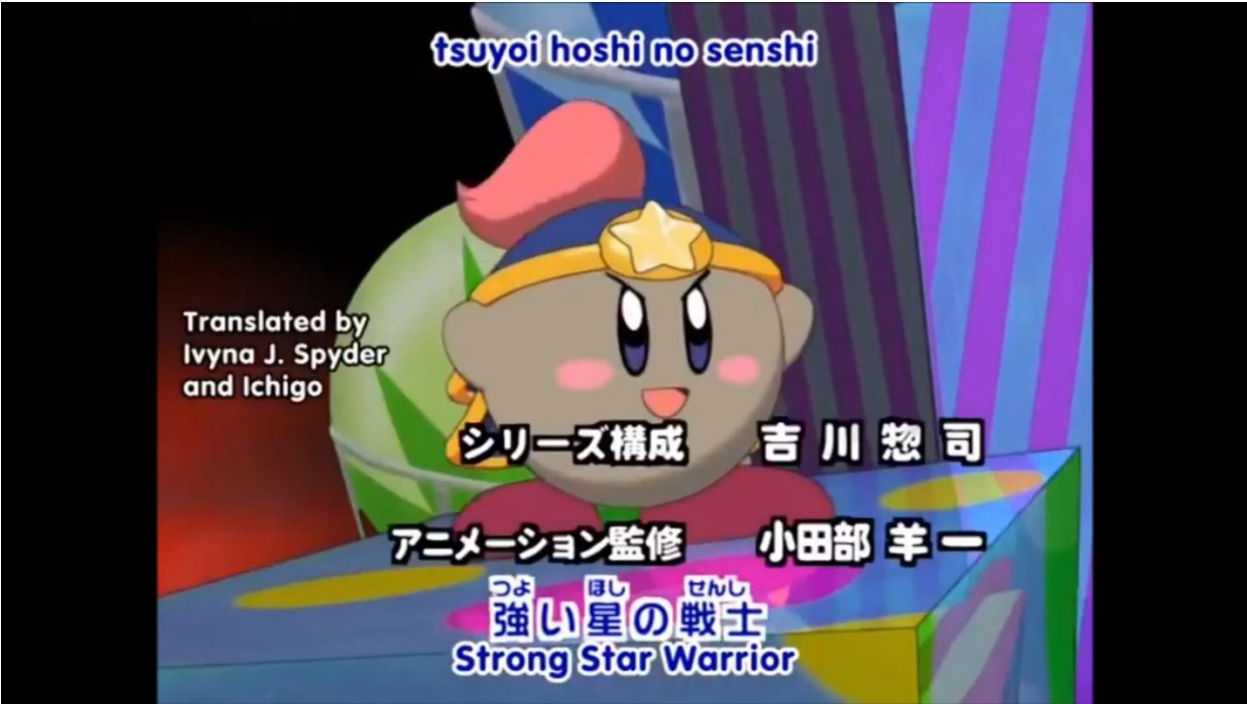 tsuyoi hoshi no senshi
Translated by
Ivyna J. Spyder
and Ichigo
シリーズ構成 吉川惣司
アニメーション監修 小田部羊一
つよ ほし せんし
強い星の戦士
Strong Star Warrior